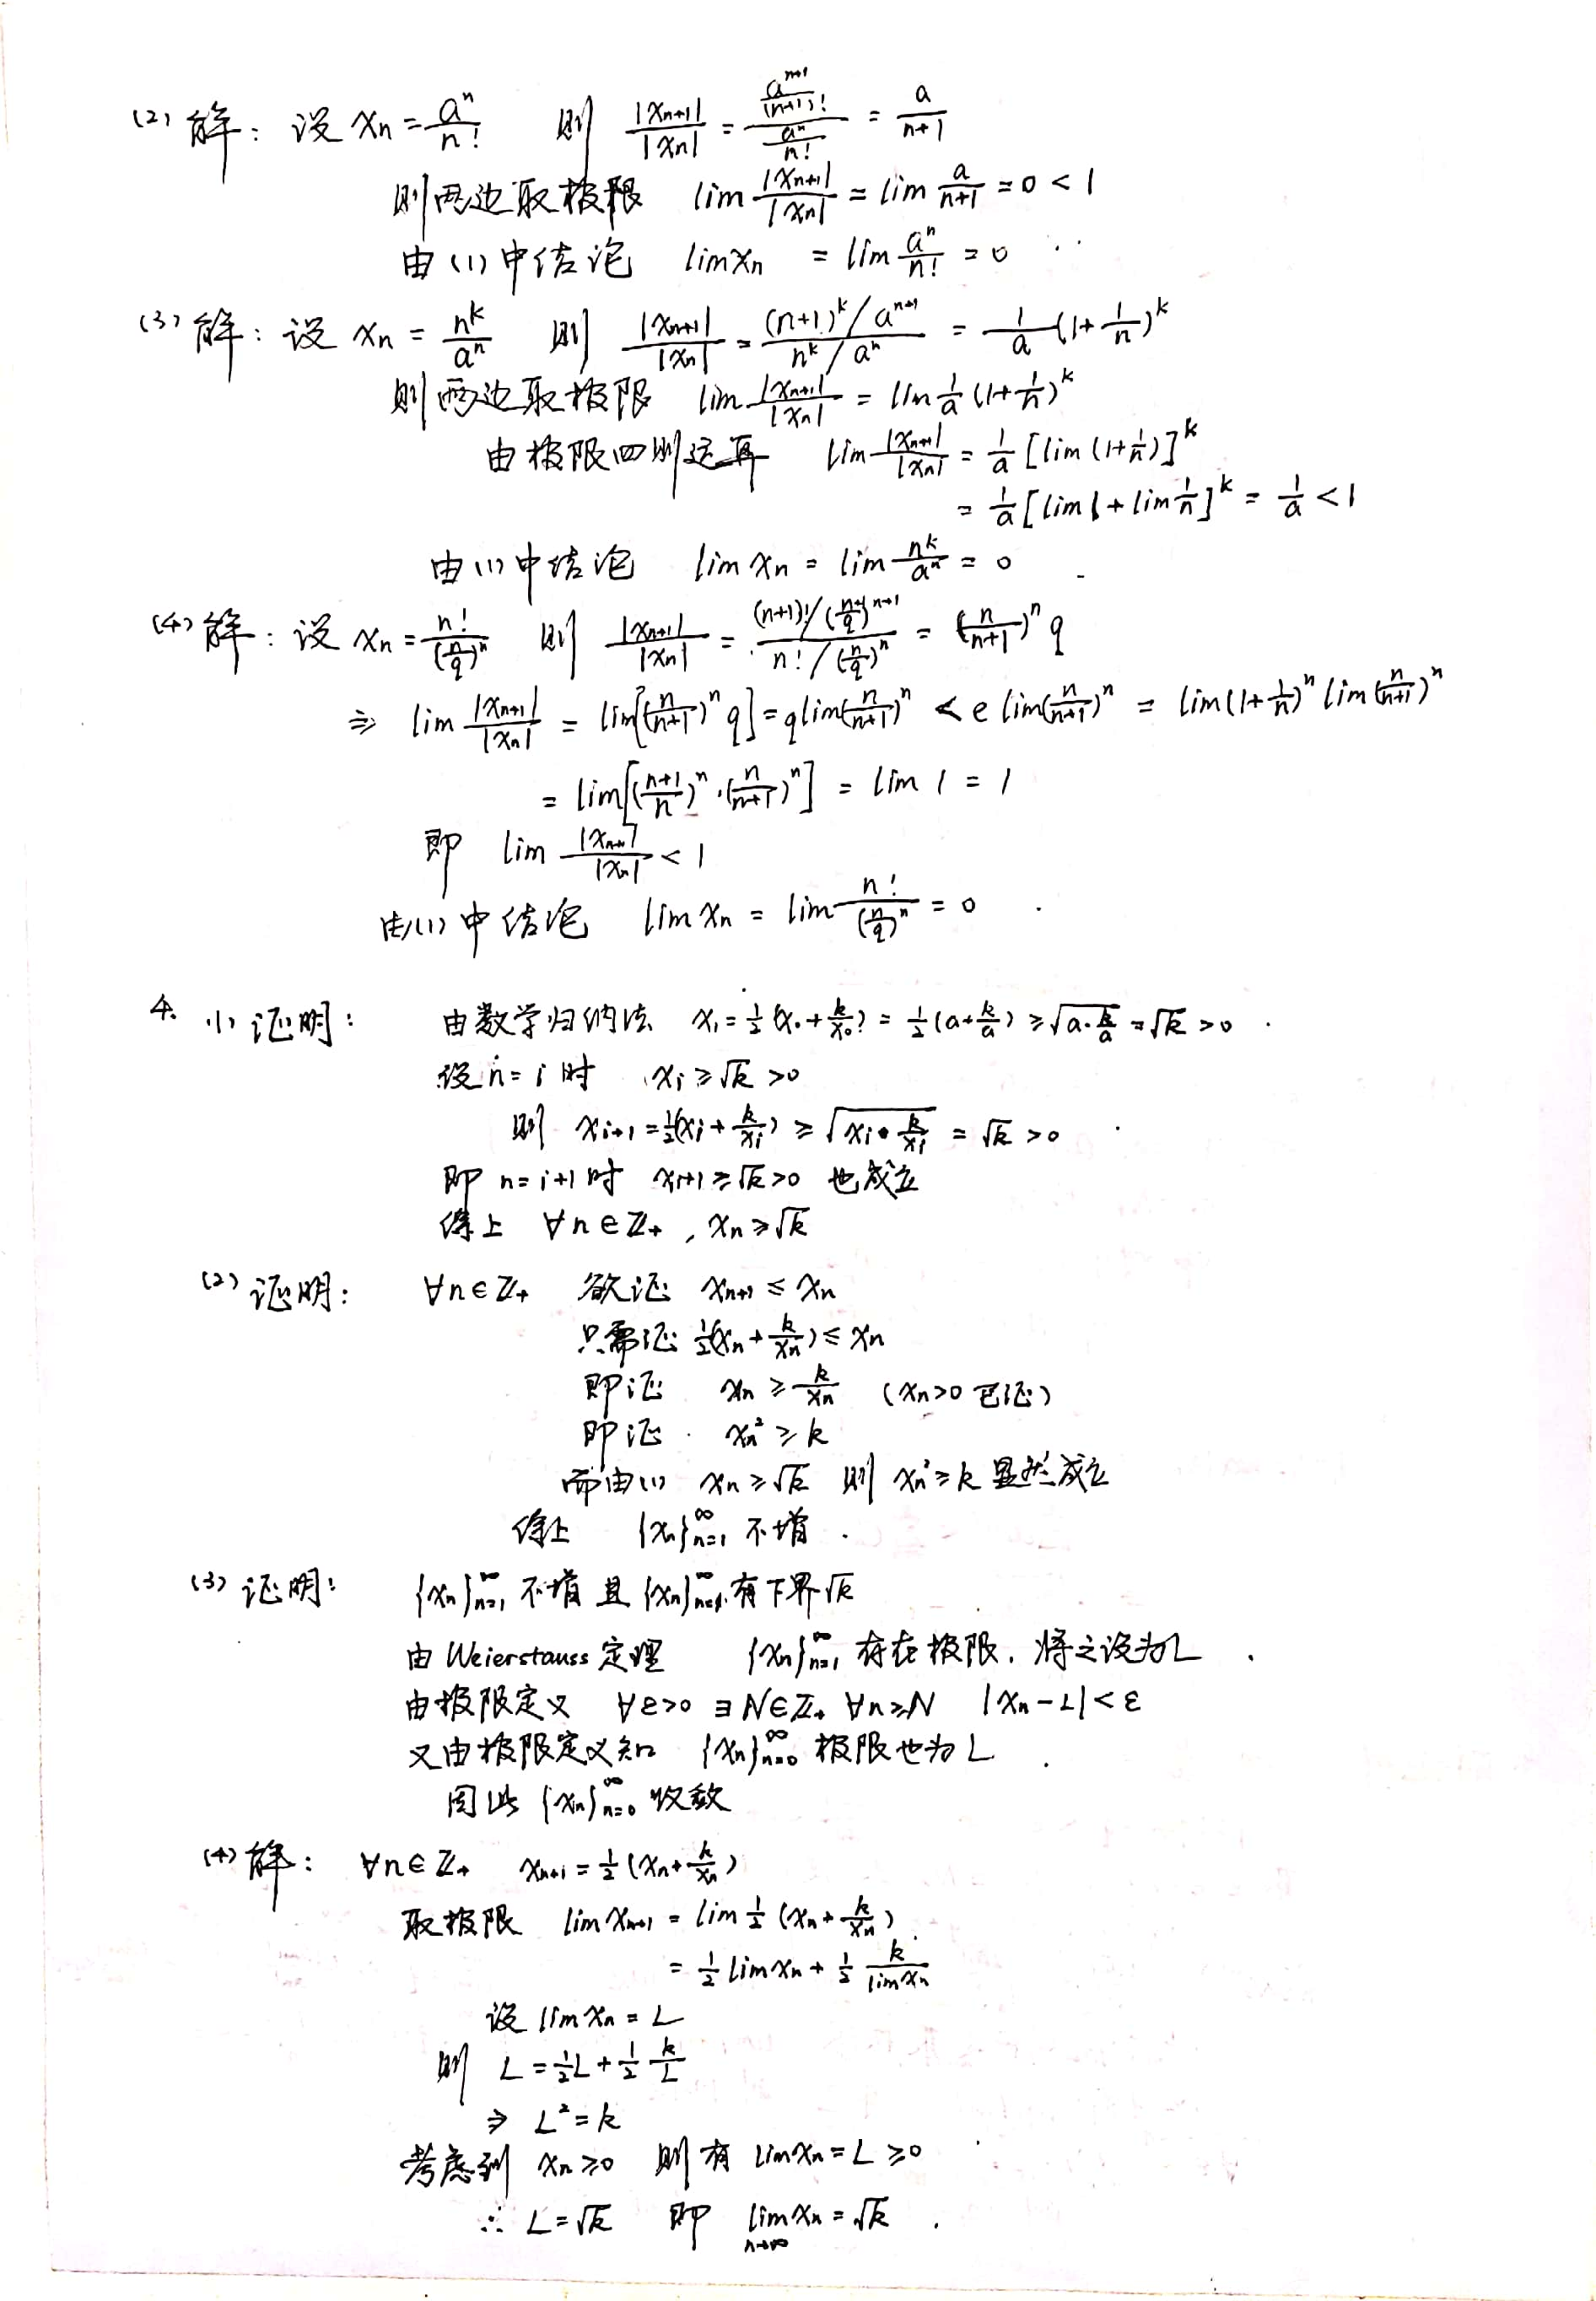 (2) 解：设 xn = a^n/n! 则 |xn+1|/|xn| = (a^(n+1)/(n+1)!)/(a^n/n!) = a/(n+1)
则两边取极限 lim |xn+1|/|xn| = lim a/(n+1) = 0 < 1
由(1)中结论 lim xn = lim a^n/n! = 0
(3) 解：设 xn = n^k/a^n 则 |xn+1|/|xn| = ((n+1)^k/a^(n+1))/(n^k/a^n) = 1/a (1+1/n)^k
则两边取极限 lim |xn+1|/|xn| = lim 1/a (1+1/n)^k
由极限四则运算 lim |xn+1|/|xn| = 1/a [lim (1+1/n)]^k
= 1/a [lim 1 + lim 1/n]^k = 1/a < 1
由(1)中结论 lim xn = lim n^k/a^n = 0
(4) 解：设 xn = n!/(n/q)^n 则 |xn+1|/|xn| = ((n+1)!/((n+1)/q)^(n+1))/(n!/(n/q)^n) = (n/(n+1))^n q
⇒ lim |xn+1|/|xn| = lim[(n/(n+1))^n q] = q lim(n/(n+1))^n < e lim(n/(n+1))^n = lim(1+1/n)^n lim(n/(n+1))^n
= lim[((n+1)/n)^n · (n/(n+1))^n] = lim 1 = 1
即 lim |xn+1|/|xn| < 1
由(1)中结论 lim xn = lim n!/(n/q)^n = 0
4. (1) 证明： 由数学归纳法 x1 = 1/2 (x0 + k/x0) = 1/2 (a + k/a) ≥ √(a·k/a) = √k > 0
设 n = i 时 xi ≥ √k > 0
则 xi+1 = 1/2(xi + k/xi) ≥ √(xi · k/xi) = √k > 0
即 n = i+1 时 xi+1 ≥ √k > 0 也成立
综上 ∀n∈Z+ , xn ≥ √k
(2) 证明： ∀n∈Z+ 欲证 xn+1 ≤ xn
只需证 1/2(xn + k/xn) ≤ xn
即证 xn ≥ k/xn (xn>0 已证)
即证 xn² ≥ k
而由(1) xn ≥ √k 则 xn² ≥ k 显然成立
综上 {xn}∞n=1 不增.
(3) 证明： {xn}∞n=1 不增 且 {xn}∞n=1 有下界√k
由 Weierstauss 定理 {xn}∞n=1 存在极限. 将之设为L.
由极限定义 ∀ε>0 ∃N∈Z+ ∀n≥N |xn - L| < ε
又由极限定义知 {xn}∞n=0 极限也为L.
因此 {xn}∞n=0 收敛
(4) 解： ∀n∈Z+ xn+1 = 1/2 (xn + k/xn)
取极限 lim xn+1 = lim 1/2 (xn + k/xn)
= 1/2 lim xn + 1/2 k/lim xn
设 lim xn = L
则 L = 1/2 L + 1/2 k/L
⇒ L² = k
考虑到 xn ≥ 0 则有 lim xn = L ≥ 0
∴ L = √k 即 lim n→∞ xn = √k.